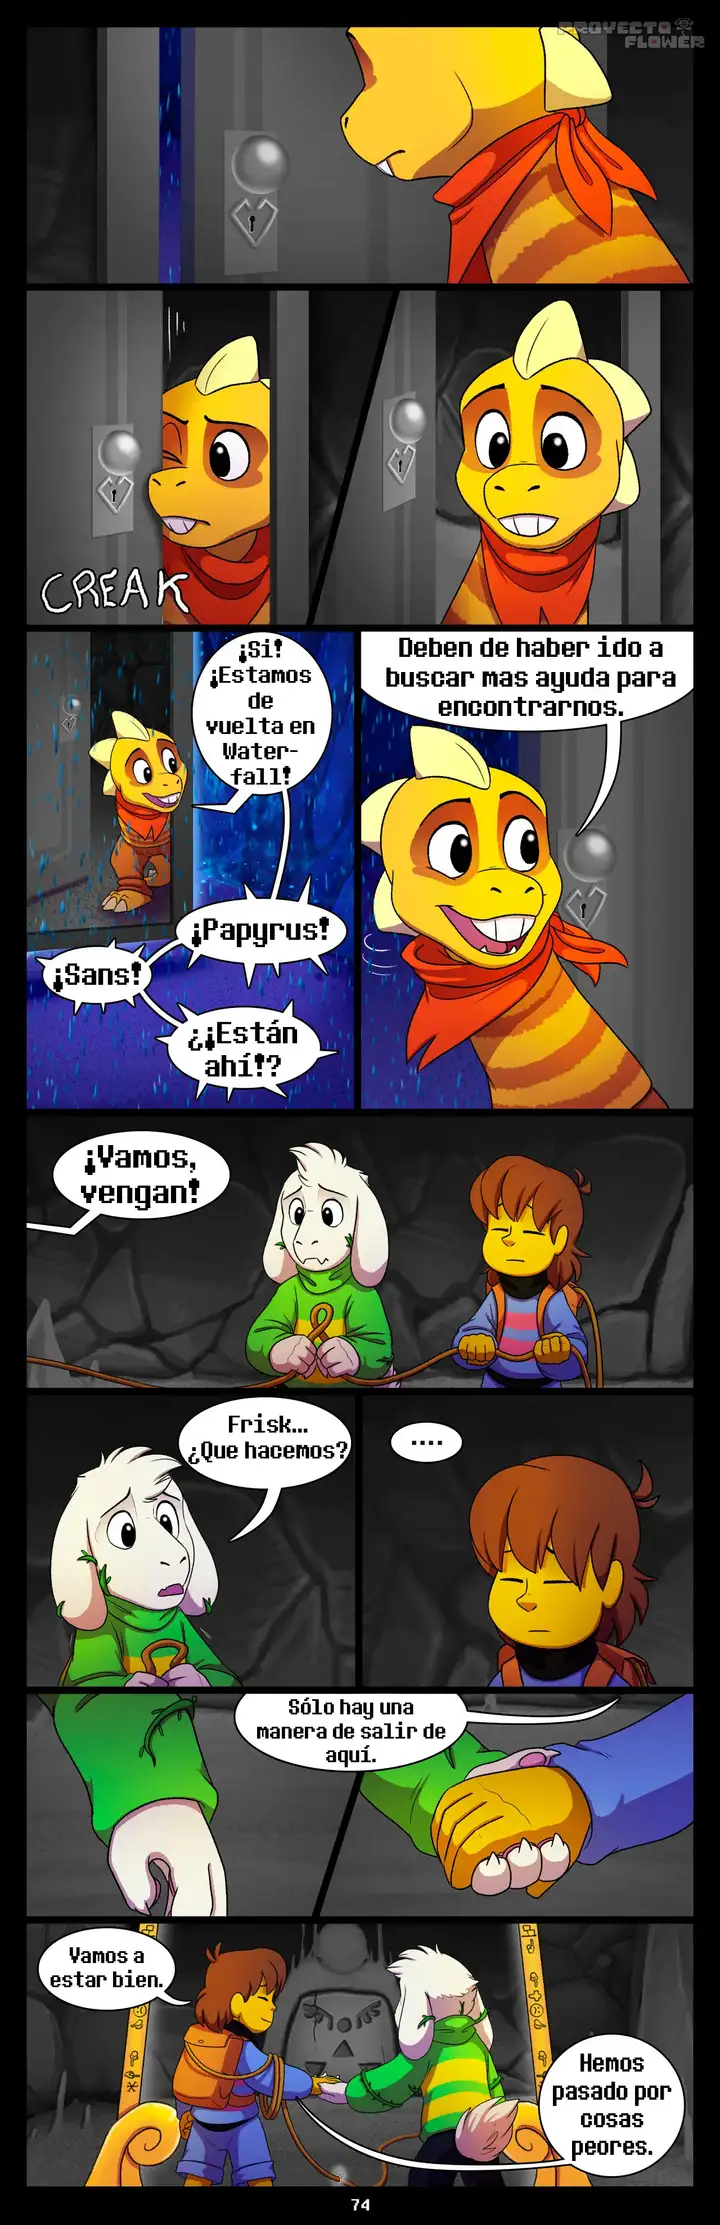 PROYECTO
FLOWER
CREAK
¡Si!
¡Estamos
de
vuelta en
Water-
fall!
Deben de haber ido a
buscar mas ayuda para
encontrarnos.
¡Papyrus!
¡Sans!
¿¡Están
ahí!?
¡Vamos,
vengan!
Frisk...
¿Que hacemos?
....
Sólo hay una
manera de salir de
aquí.
Vamos a
estar bien.
Hemos
pasado por
cosas
peores.
74